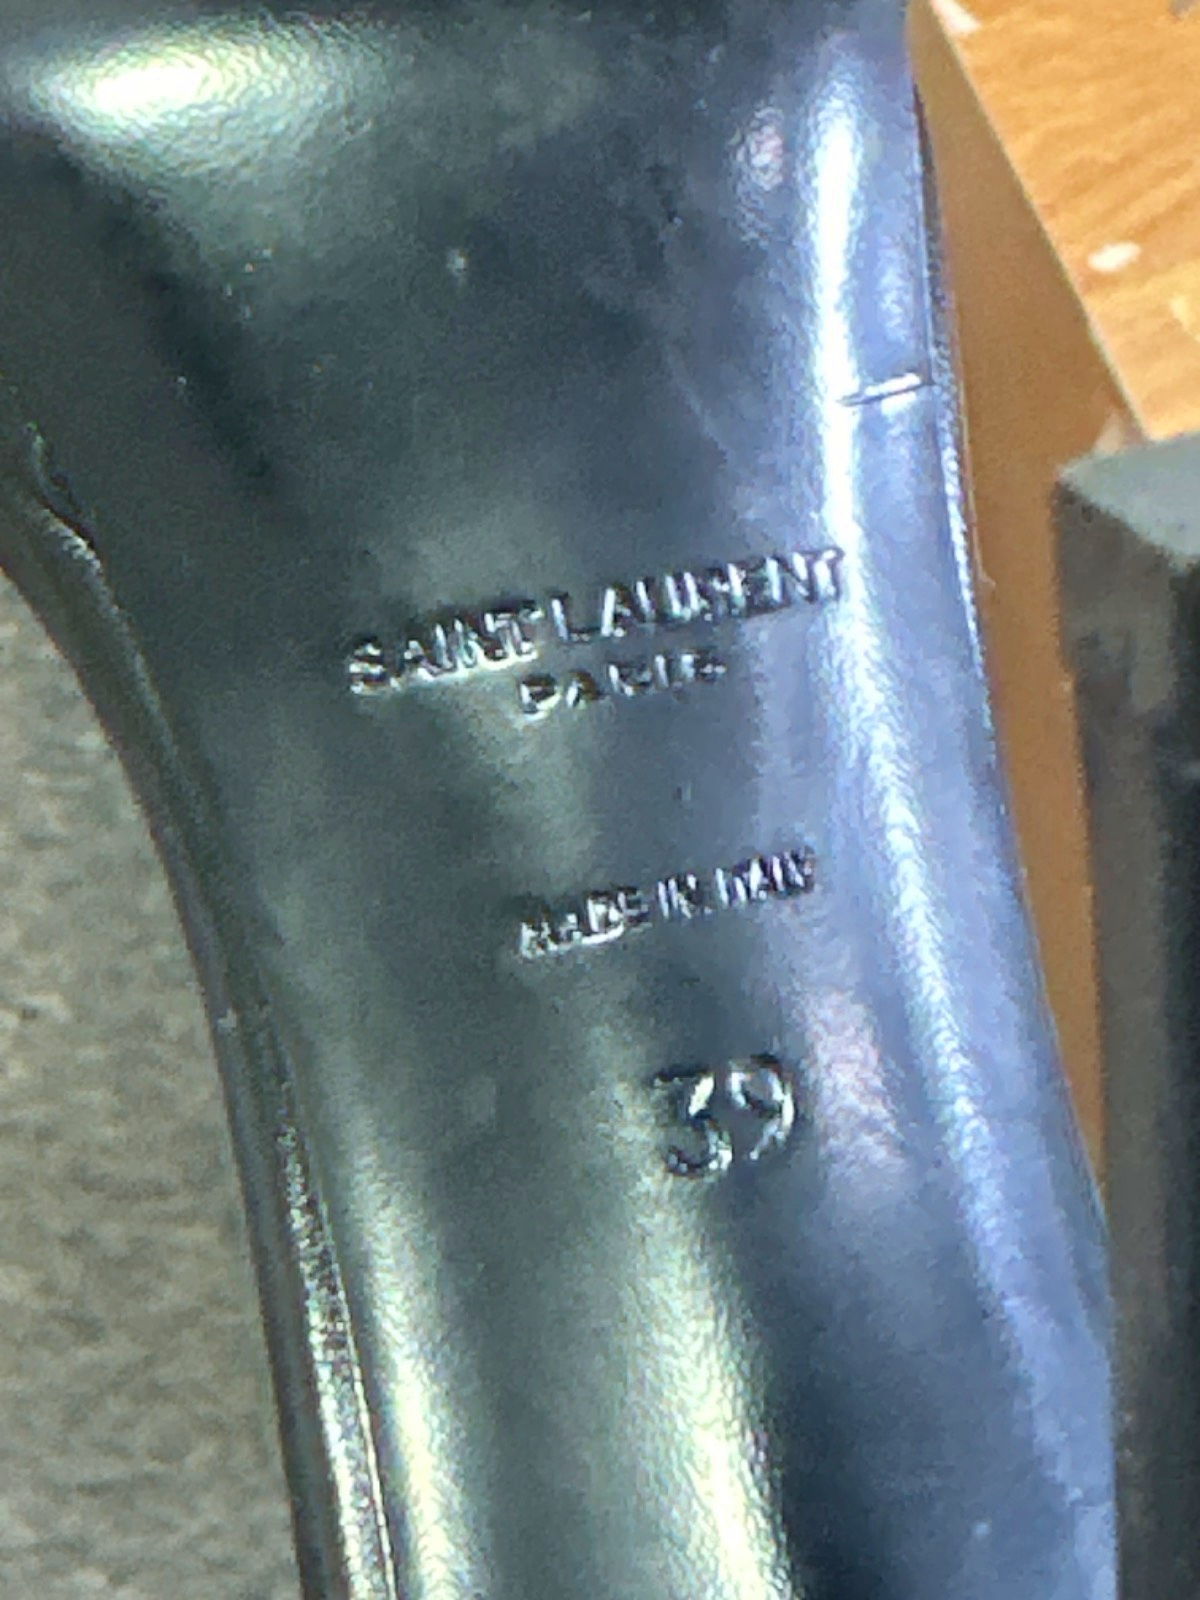 SAINT LAURENT
PARIS
MADE IN ITALY
39